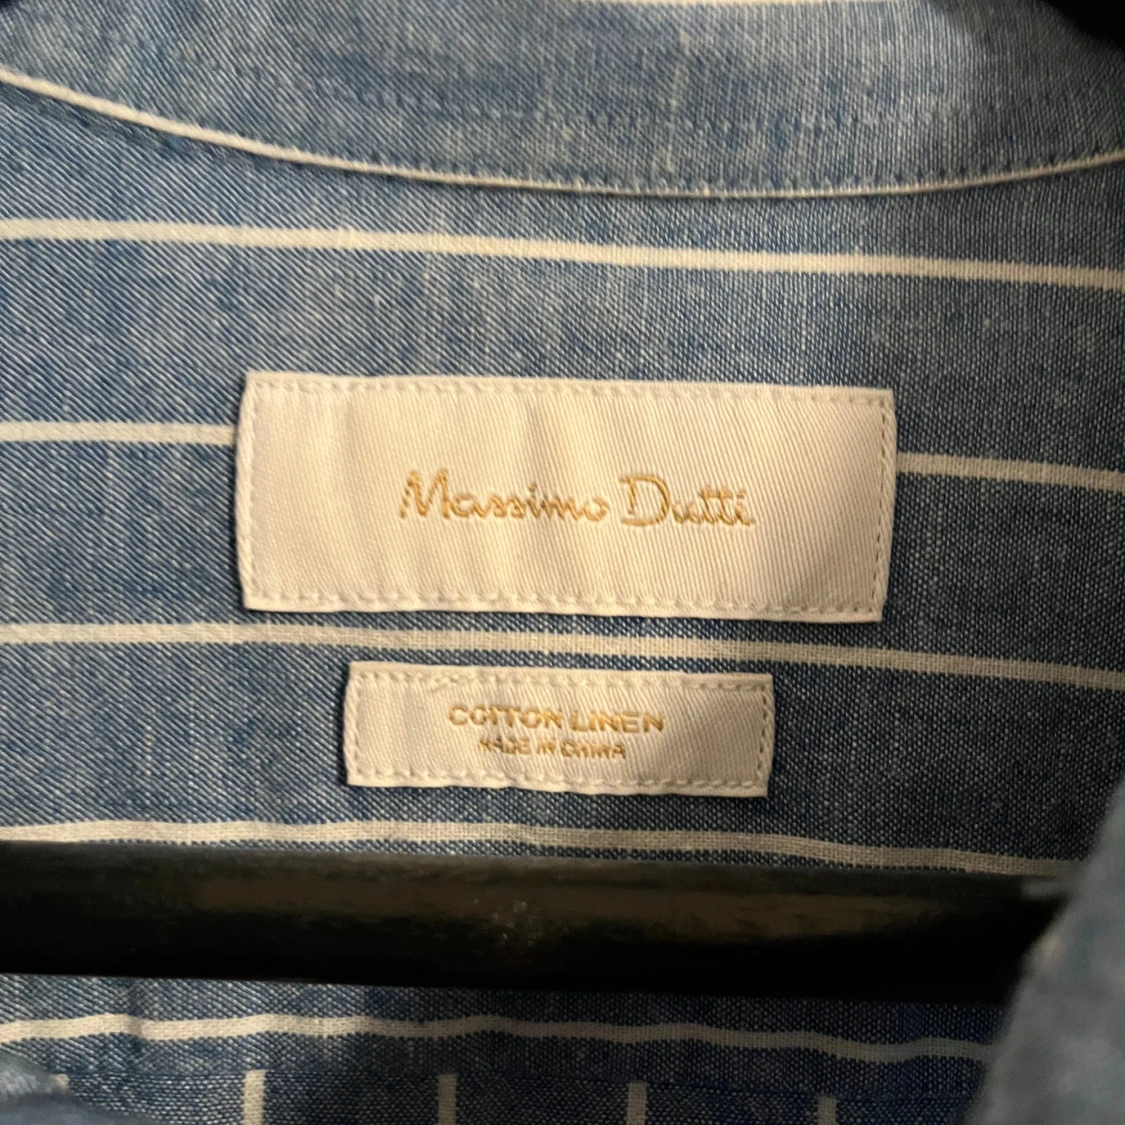 Massimo Dutti
COTTON LINEN
MADE IN CHINA